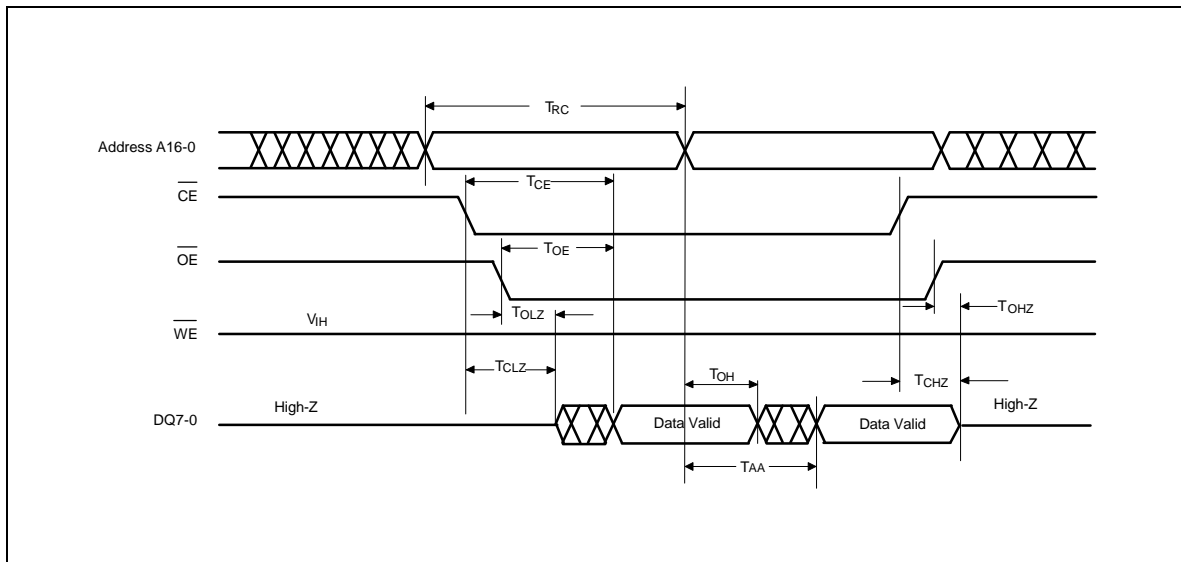 TRC
Address A16-0
TCE
CE
TOE
OE
TOLZ
TOHZ
VIH
WE
TCLZ
TOH
TCHZ
High-Z
High-Z
DQ7-0
Data Valid
Data Valid
TAA